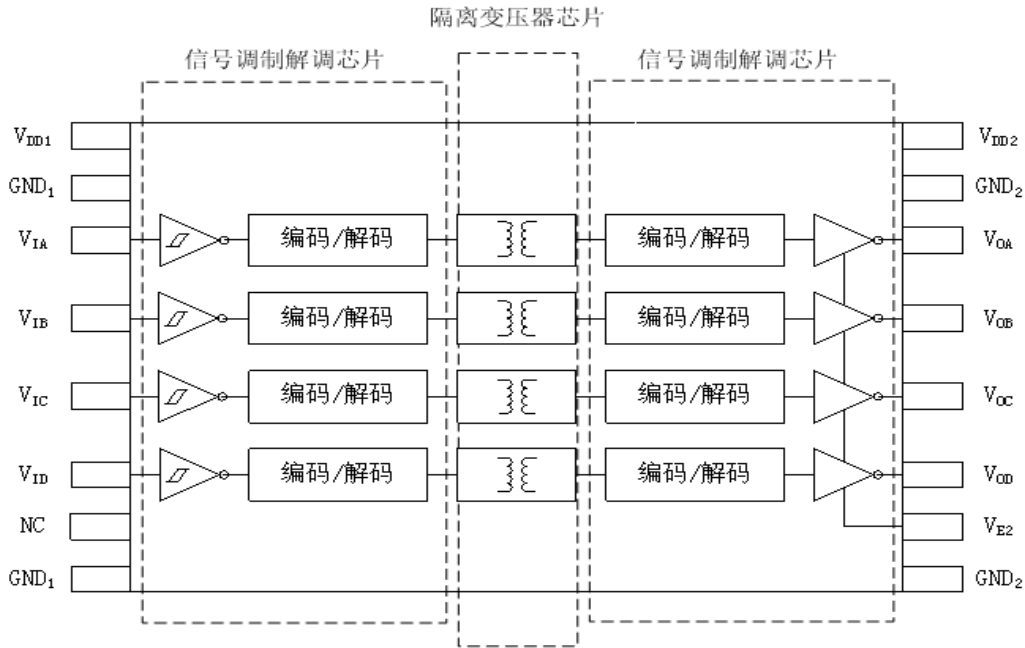 隔离变压器芯片
信号调制解调芯片 信号调制解调芯片
VDD1 VDD2
GND1 GND2
VIA 编码/解码 编码/解码 VOA
VIB 编码/解码 编码/解码 VOB
VIC 编码/解码 编码/解码 VOC
VID 编码/解码 编码/解码 VOD
NC VE2
GND1 GND2